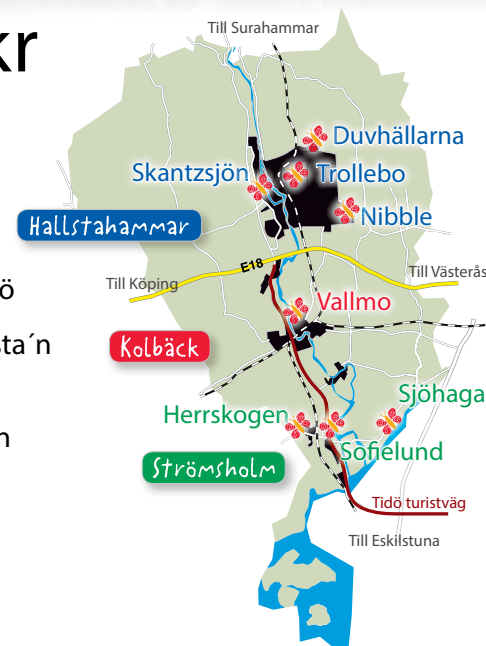 kr
Till Surahammar
Duvhällarna
Skantzsjön
Trollebo
Nibble
Hallstahammar
E18
Till Västerås
Till Köping
ö
Vallmo
sta´n
Kolbäck
Sjöhaga
Herrskogen
n
Sofielund
Strömsholm
Tidö turistväg
Till Eskilstuna